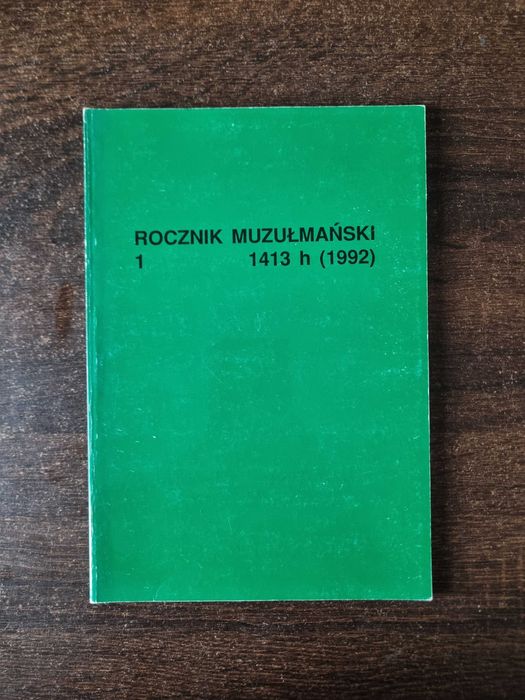 ROCZNIK MUZUŁMAŃSKI
1 1413 h (1992)